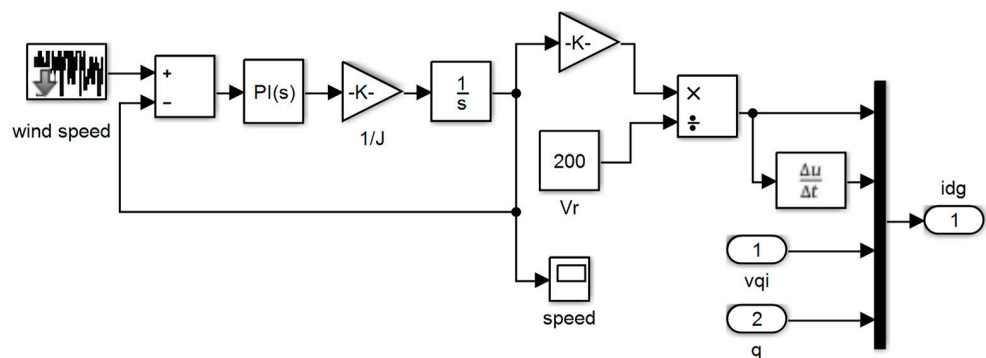 wind speed
+
−
PI(s)
-K-
1/J
1
s
-K-
200
Vr
×
÷
Δu
Δt
1
vqi
2
q
idg
1
speed